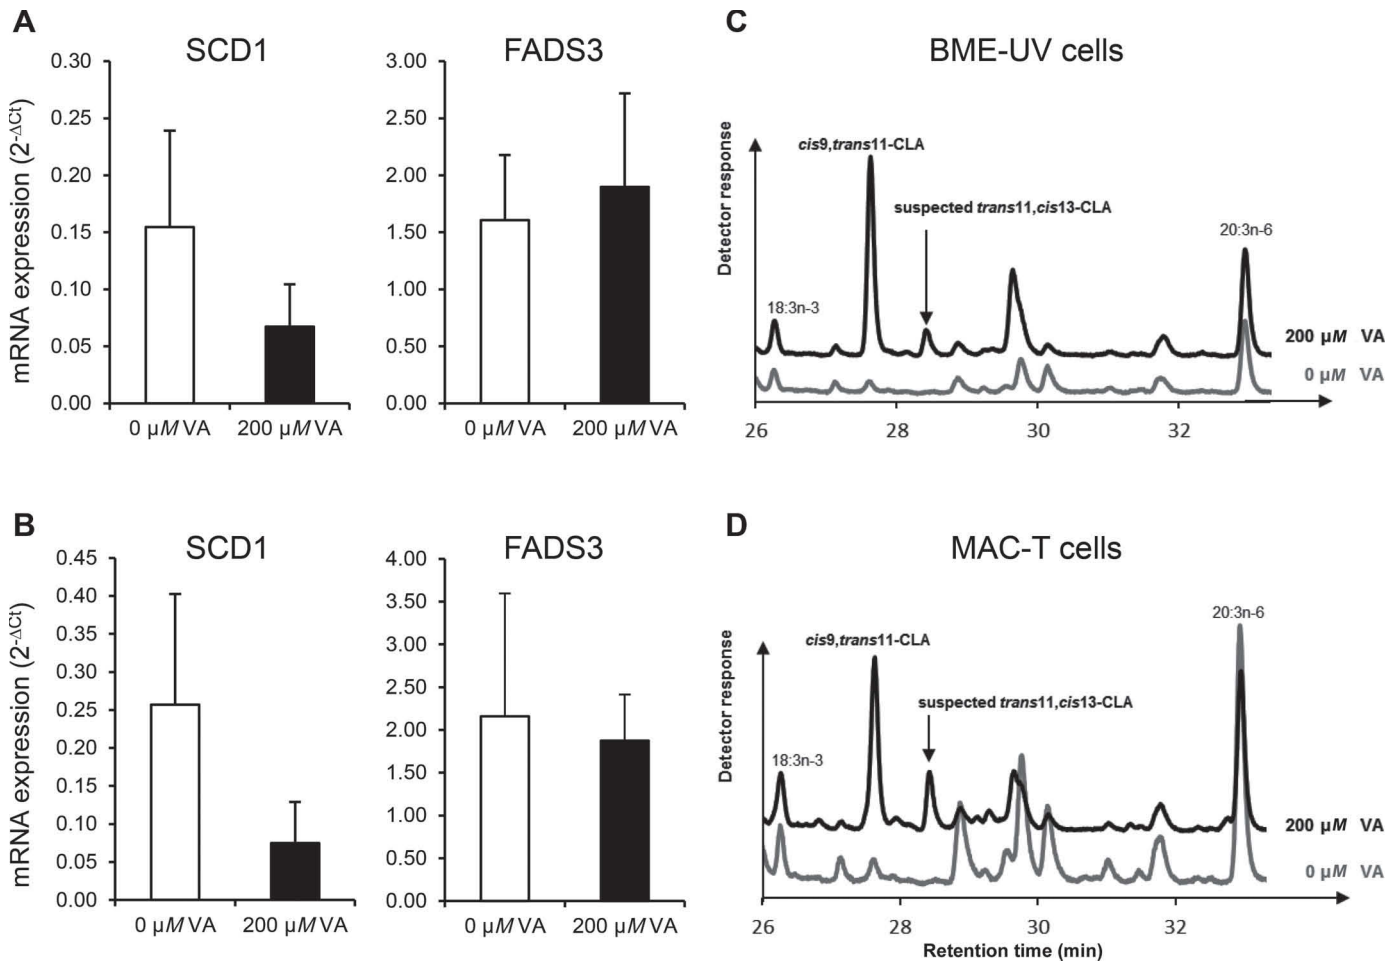 A
SCD1
FADS3
mRNA expression (2-ΔCt)
0.30
0.25
0.20
0.15
0.10
0.05
0.00
0 µM VA 200 µM VA
3.00
2.50
2.00
1.50
1.00
0.50
0.00
0 µM VA 200 µM VA
C
BME-UV cells
Detector response
cis9,trans11-CLA
suspected trans11,cis13-CLA
18:3n-3
20:3n-6
200 µM VA
0 µM VA
26 28 30 32
B
SCD1
FADS3
mRNA expression (2-ΔCt)
0.45
0.40
0.35
0.30
0.25
0.20
0.15
0.10
0.05
0.00
0 µM VA 200 µM VA
4.00
3.50
3.00
2.50
2.00
1.50
1.00
0.50
0.00
0 µM VA 200 µM VA
D
MAC-T cells
Detector response
20:3n-6
cis9,trans11-CLA
suspected trans11,cis13-CLA
18:3n-3
200 µM VA
0 µM VA
26 28 30 32
Retention time (min)